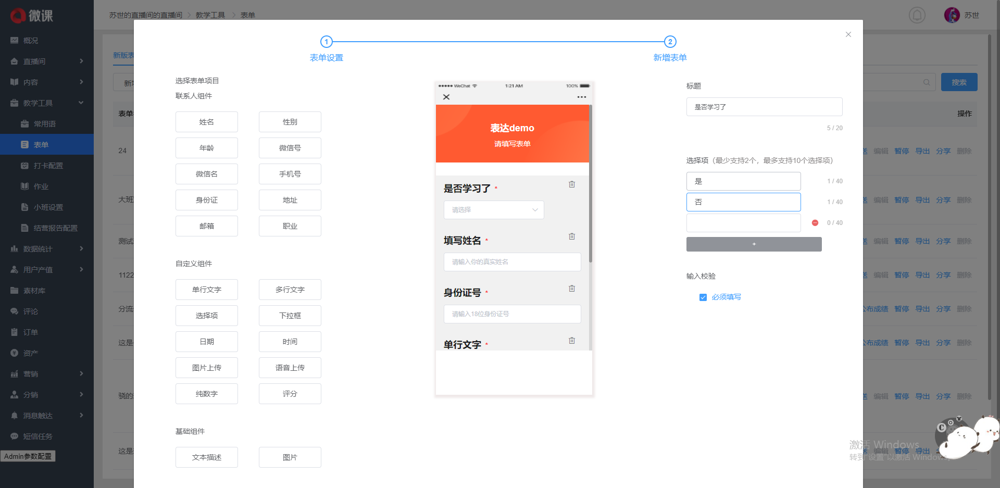 微课
概况
直播间
内容
教学工具
常用语
表单
打卡配置
作业
小班设置
结营报告配置
数据统计
用户产值
素材库
评论
订单
资产
营销
分销
消息触达
短信任务
Admin参数配置
苏世的直播间的直播间 > 教学工具 > 表单
苏世
新版表
搜索
操作
24
大班
测试
1122
分流
这是
骁的
这是
编辑 暂停 导出 分享 删除
编辑 暂停 导出 分享 删除
编辑 暂停 导出 分享 删除
编辑 暂停 导出 分享 删除
公布成绩 暂停 导出 分享 删除
公布成绩 暂停 导出 分享 删除
编辑 暂停 导出 分享 删除
编辑 暂停 导出
1
表单设置
2
新增表单
选择表单项目
联系人组件
姓名 性别
年龄 微信号
微信名 手机号
身份证 地址
邮箱 职业
自定义组件
单行文字 多行文字
选择项 下拉框
日期 时间
图片上传 语音上传
纯数字 评分
基础组件
文本描述 图片
WeChat 1:21 AM 100%
表达demo
请填写表单
是否学习了 *
请选择
填写姓名 *
请输入你的真实姓名
身份证号 *
请输入18位身份证号
单行文字 *
标题
是否学习了
5 / 20
选择项（最少支持2个，最多支持10个选择项）
是 1 / 40
否 1 / 40
0 / 40
+
输入校验
必须填写
激活 Windows
转到"设置"以激活 Windows。